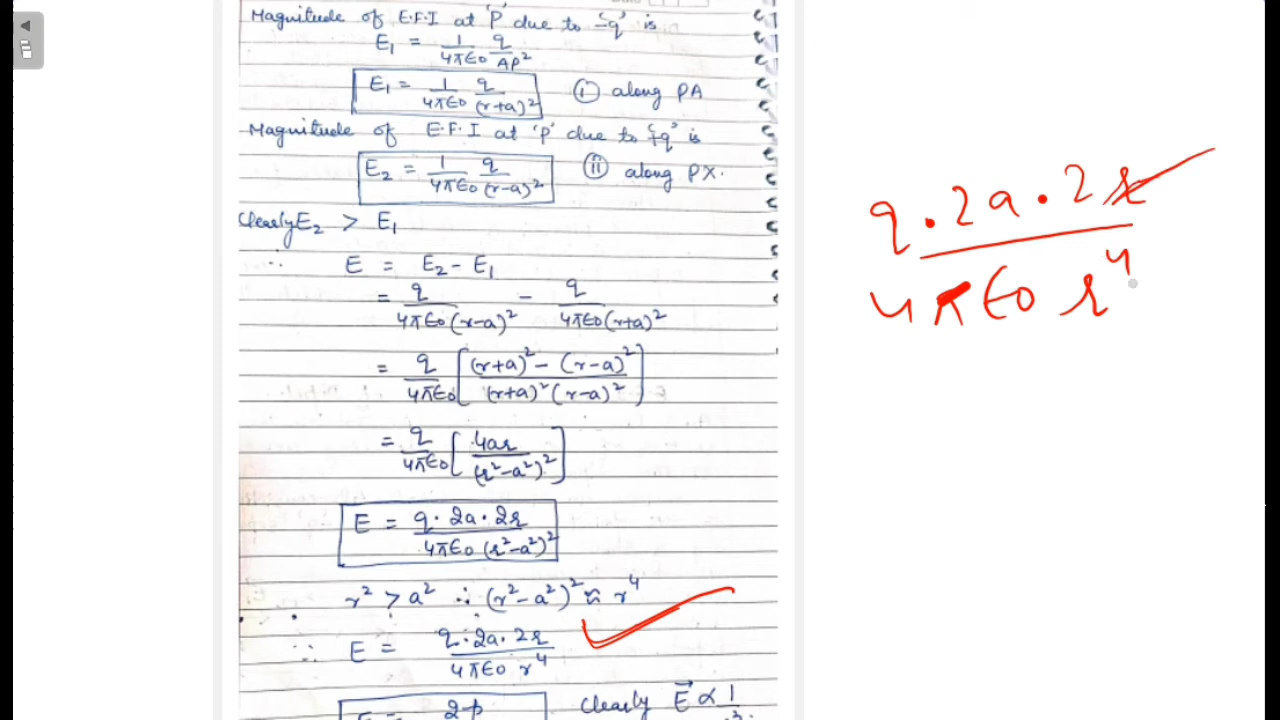 Magnitude of E.F.I at 'P' due to '-q' is
E₁ = 1/4πϵ₀ q/AP²
E₁ = 1/4πϵ₀ q/(r+a)² (i) along PA
Magnitude of E.F.I at 'P' due to '+q' is
E₂ = 1/4πϵ₀ q/(r-a)² (ii) along PX.
Clearly E₂ > E₁
∴ E = E₂ - E₁
= q/4πϵ₀(r-a)² - q/4πϵ₀(r+a)²
= q/4πϵ₀ [(r+a)² - (r-a)²/(r+a)²(r-a)²]
= q/4πϵ₀ [4ar/(r²-a²)²]
E = q·2a·2r/4πϵ₀(r²-a²)²
r² > a² ∴ (r²-a²)² ≈ r⁴
∴ E = q·2a·2r/4πϵ₀ r⁴
2p Clearly E⃗ ∝ 1
q·2a·2r
4πϵ₀ r⁴